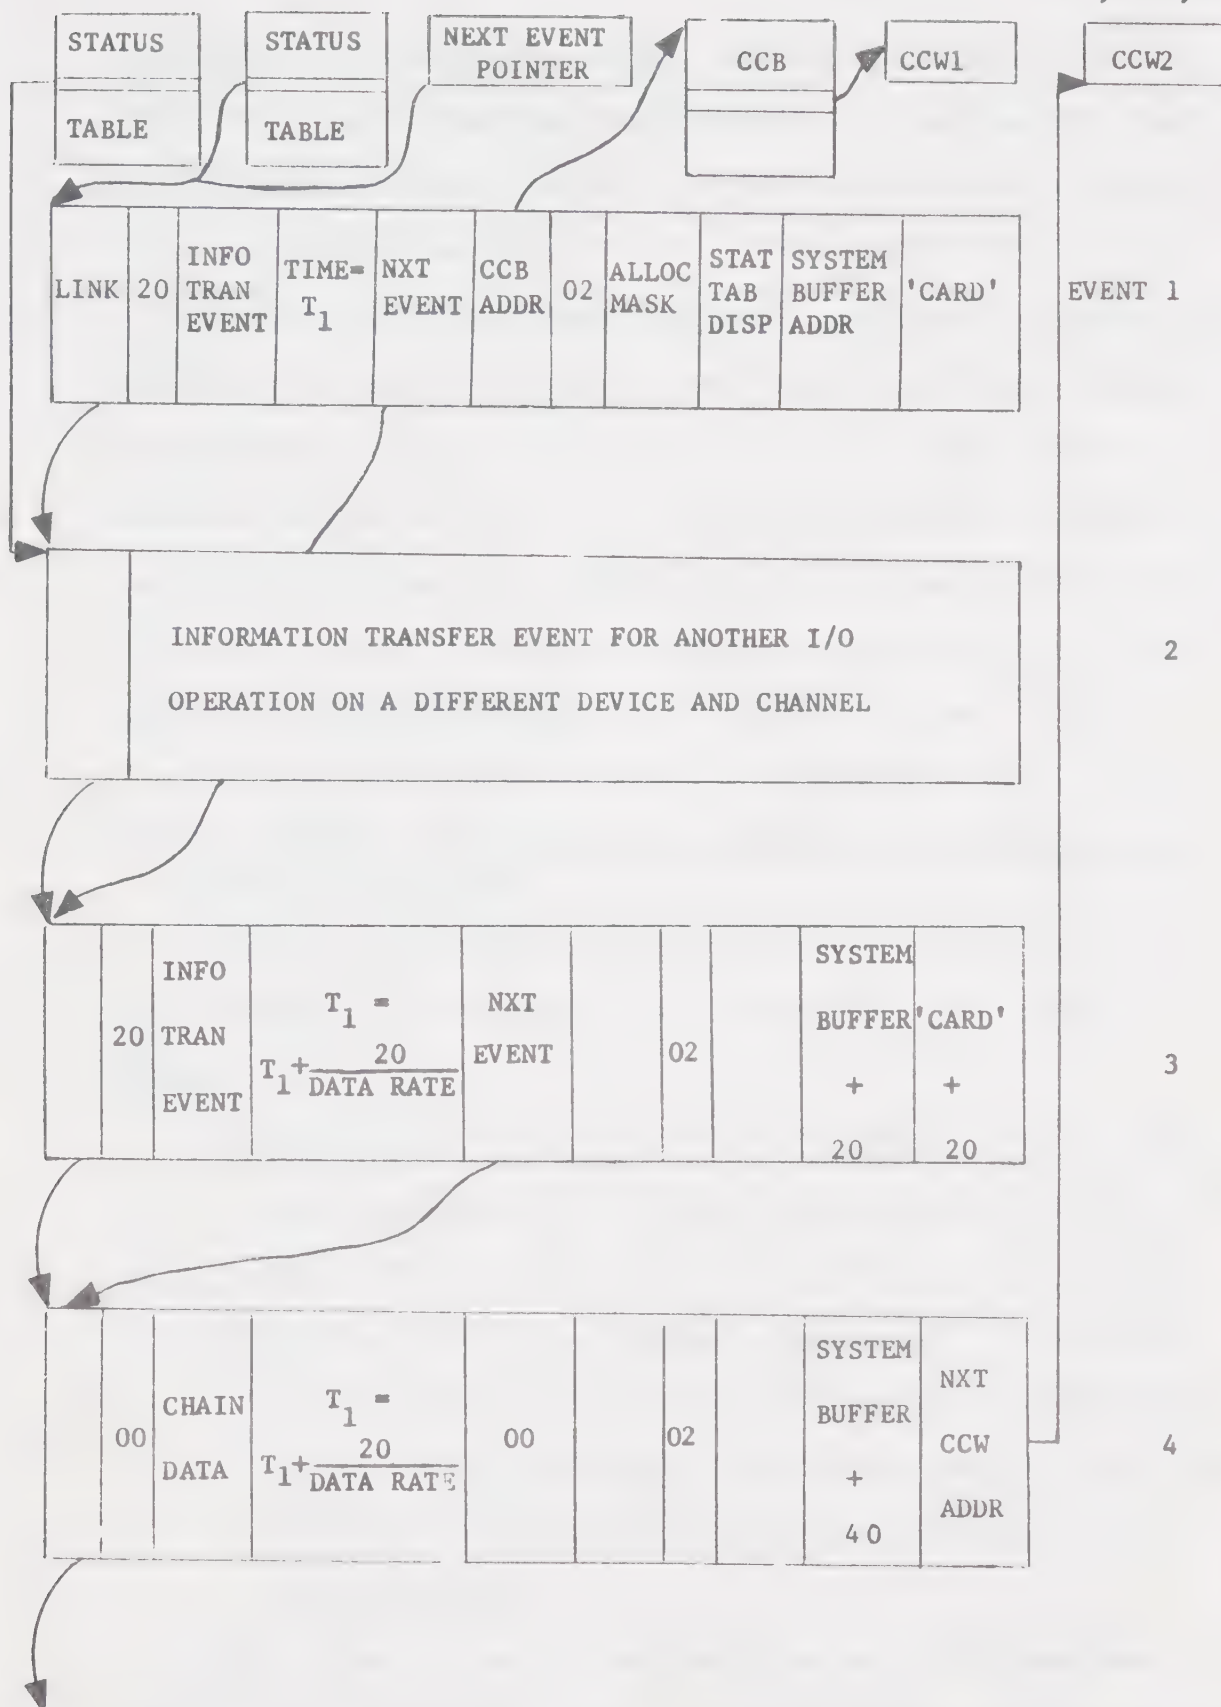 STATUS
TABLE
STATUS
TABLE
NEXT EVENT
POINTER
CCB
CCW1
CCW2
LINK
20
INFO
TRAN
EVENT
TIME=
T1
NXT
EVENT
CCB
ADDR
02
ALLOC
MASK
STAT
TAB
DISP
SYSTEM
BUFFER
ADDR
'CARD'
EVENT 1
INFORMATION TRANSFER EVENT FOR ANOTHER I/O
OPERATION ON A DIFFERENT DEVICE AND CHANNEL
2
20
INFO
TRAN
EVENT
T1 =
20
T1+
DATA RATE
NXT
EVENT
02
SYSTEM
BUFFER
+
20
'CARD'
+
20
3
00
CHAIN
DATA
T1 =
20
T1+
DATA RATE
00
02
SYSTEM
BUFFER
+
40
NXT
CCW
ADDR
4